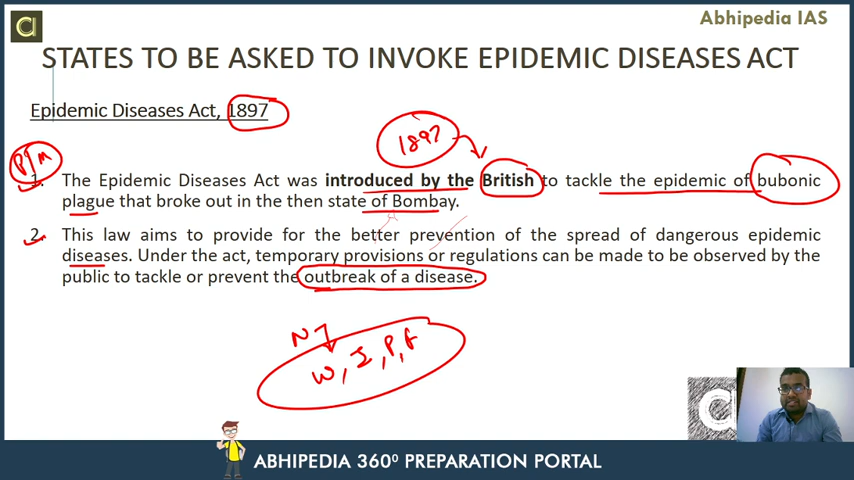 Abhipedia IAS
a
STATES TO BE ASKED TO INVOKE EPIDEMIC DISEASES ACT
Epidemic Diseases Act, 1897
1897
P/M
1. The Epidemic Diseases Act was introduced by the British to tackle the epidemic of bubonic
plague that broke out in the then state of Bombay.
2. This law aims to provide for the better prevention of the spread of dangerous epidemic
diseases. Under the act, temporary provisions or regulations can be made to be observed by the
public to tackle or prevent the outbreak of a disease.
W, I, P,
a
ABHIPEDIA 360⁰ PREPARATION PORTAL